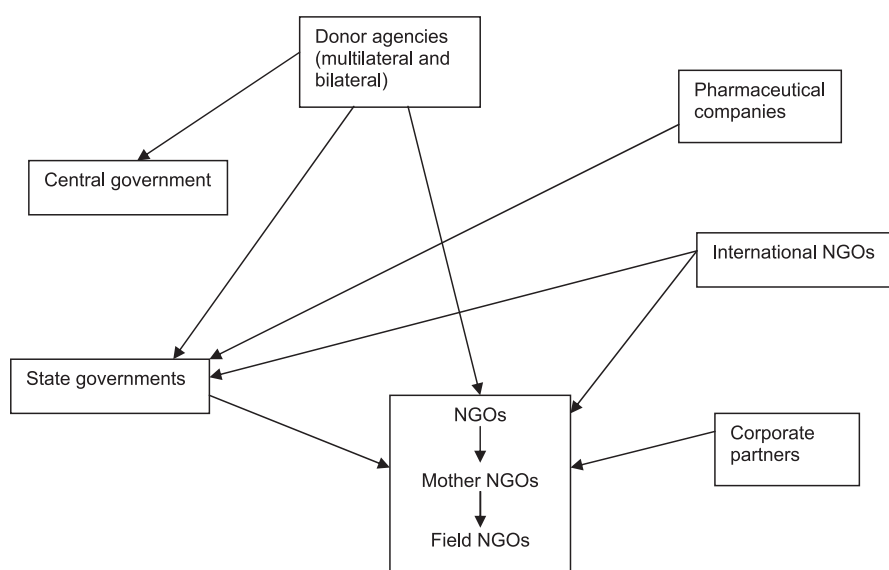 Donor agencies
(multilateral and
bilateral)
Pharmaceutical
companies
Central government
International NGOs
State governments
NGOs
Mother NGOs
Field NGOs
Corporate
partners